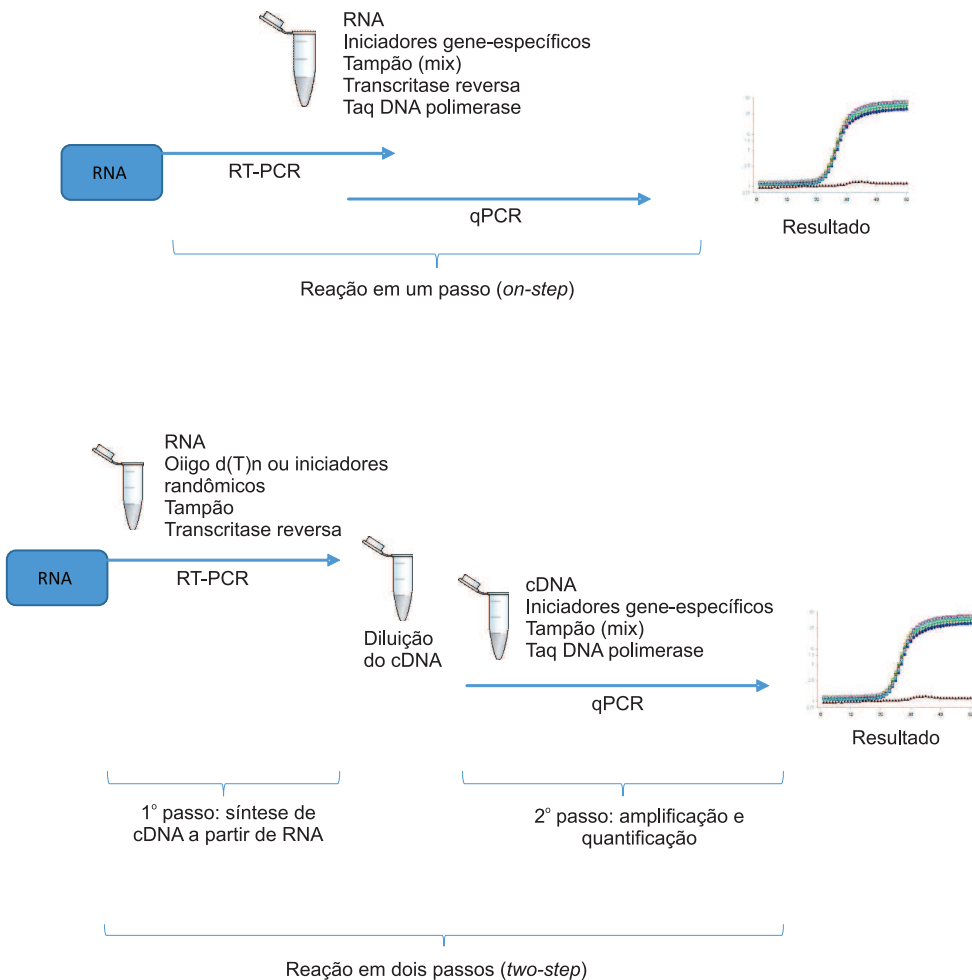 RNA
Iniciadores gene-específicos
Tampão (mix)
Transcritase reversa
Taq DNA polimerase
RNA
RT-PCR
qPCR
Resultado
Reação em um passo (on-step)
RNA
Oiigo d(T)n ou iniciadores
randômicos
Tampão
Transcritase reversa
RNA
RT-PCR
Diluição
do cDNA
cDNA
Iniciadores gene-específicos
Tampão (mix)
Taq DNA polimerase
qPCR
Resultado
1º passo: síntese de
cDNA a partir de RNA
2º passo: amplificação e
quantificação
Reação em dois passos (two-step)